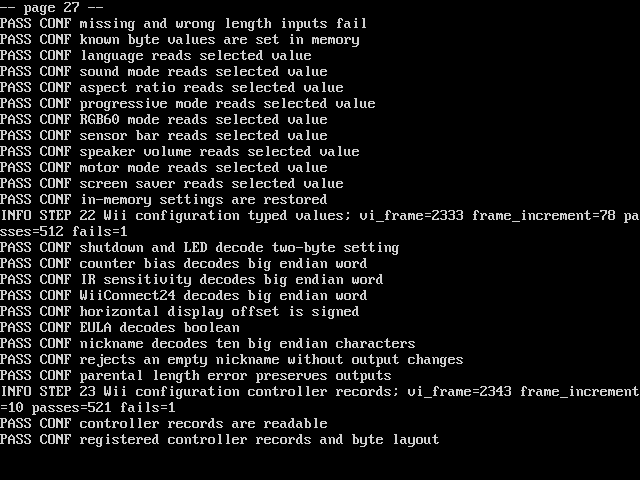 -- page 27 --
PASS CONF missing and wrong length inputs fail
PASS CONF known byte values are set in memory
PASS CONF language reads selected value
PASS CONF sound mode reads selected value
PASS CONF aspect ratio reads selected value
PASS CONF progressive mode reads selected value
PASS CONF RGB60 mode reads selected value
PASS CONF sensor bar reads selected value
PASS CONF speaker volume reads selected value
PASS CONF motor mode reads selected value
PASS CONF screen saver reads selected value
PASS CONF in-memory settings are restored
INFO STEP 22 Wii configuration typed values; vi_frame=2333 frame_increment=78 pa
sses=512 fails=1
PASS CONF shutdown and LED decode two-byte setting
PASS CONF counter bias decodes big endian word
PASS CONF IR sensitivity decodes big endian word
PASS CONF WiiConnect24 decodes big endian word
PASS CONF horizontal display offset is signed
PASS CONF EULA decodes boolean
PASS CONF nickname decodes ten big endian characters
PASS CONF rejects an empty nickname without output changes
PASS CONF parental length error preserves outputs
INFO STEP 23 Wii configuration controller records; vi_frame=2343 frame_increment
=10 passes=521 fails=1
PASS CONF controller records are readable
PASS CONF registered controller records and byte layout